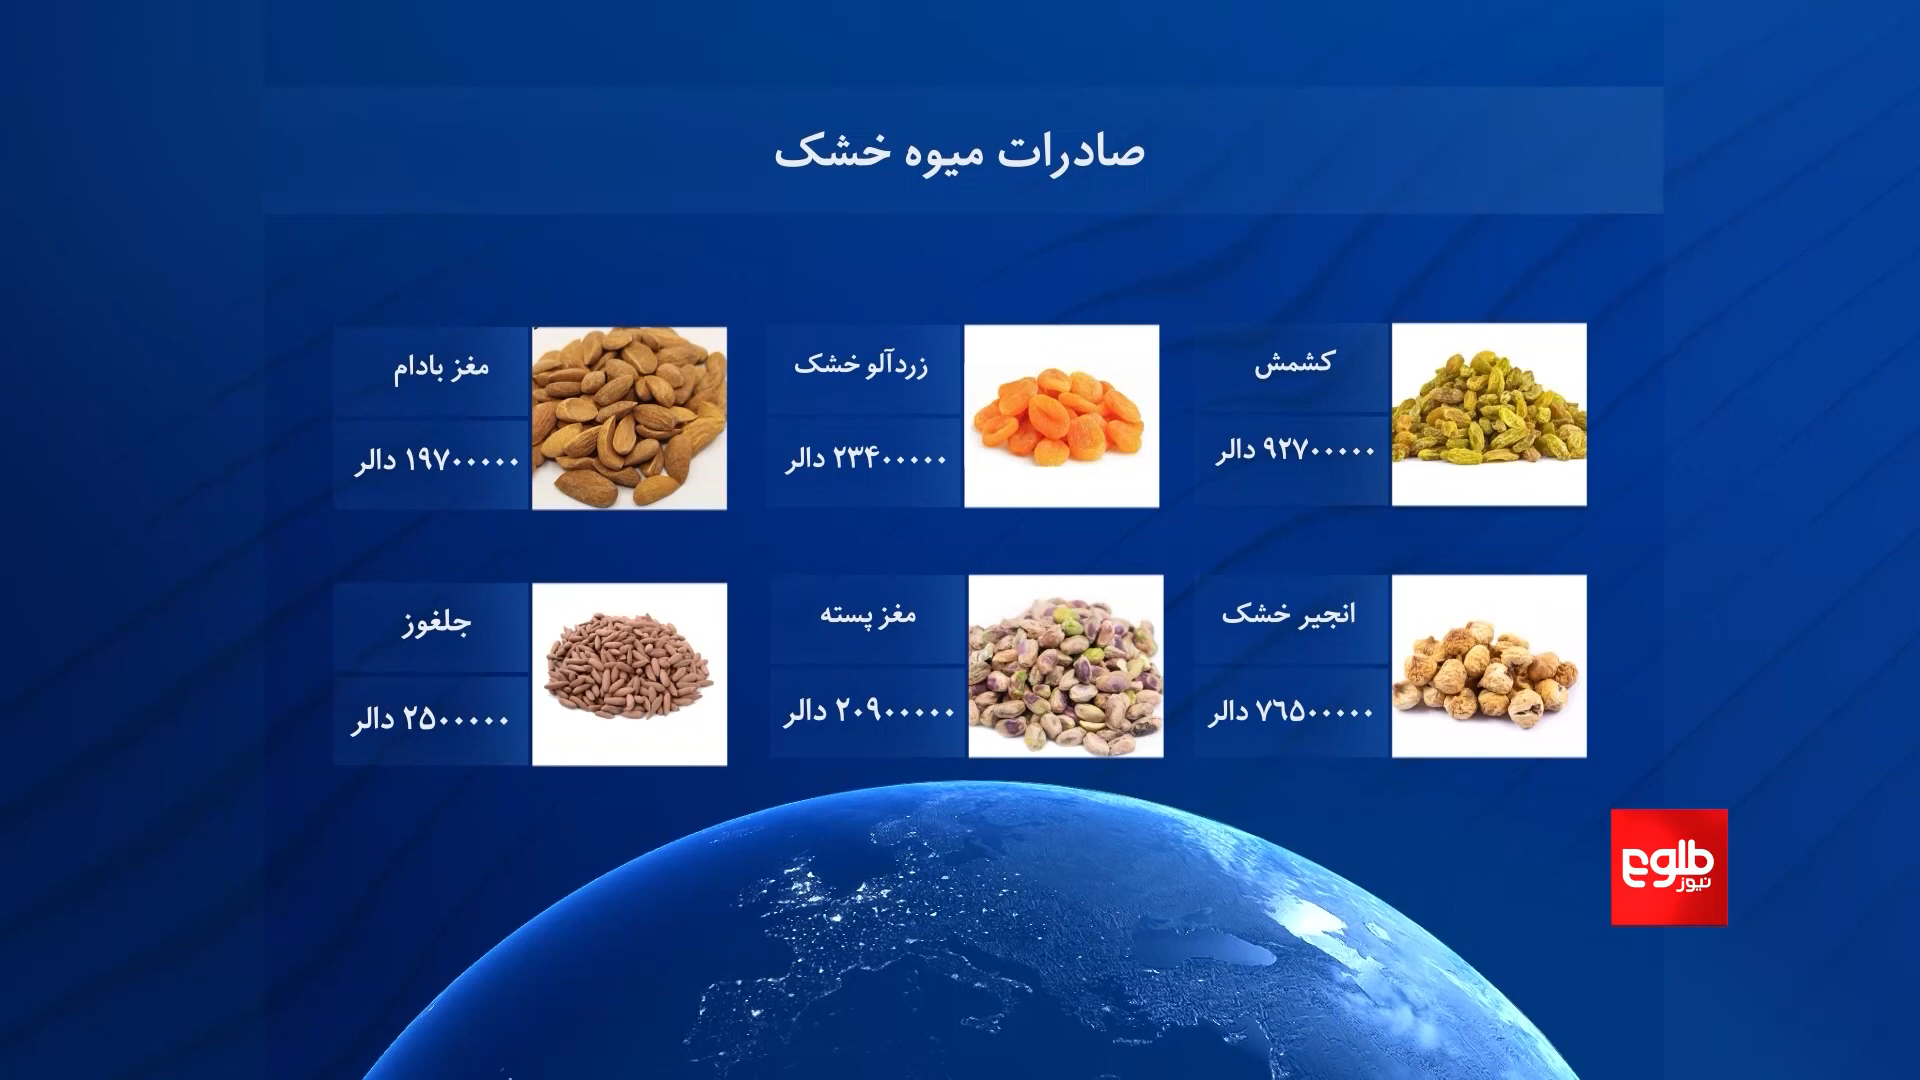 صادرات میوه خشک
کشمش
۹۲۷۰۰۰۰۰ دالر
زردآلو خشک
۲۳۴۰۰۰۰۰ دالر
مغز بادام
۱۹۷۰۰۰۰۰ دالر
انجیر خشک
۷٦۵۰۰۰۰۰ دالر
مغز پسته
۲۰۹۰۰۰۰۰ دالر
جلغوز
۲۵۰۰۰۰۰ دالر
طلوع
نیوز